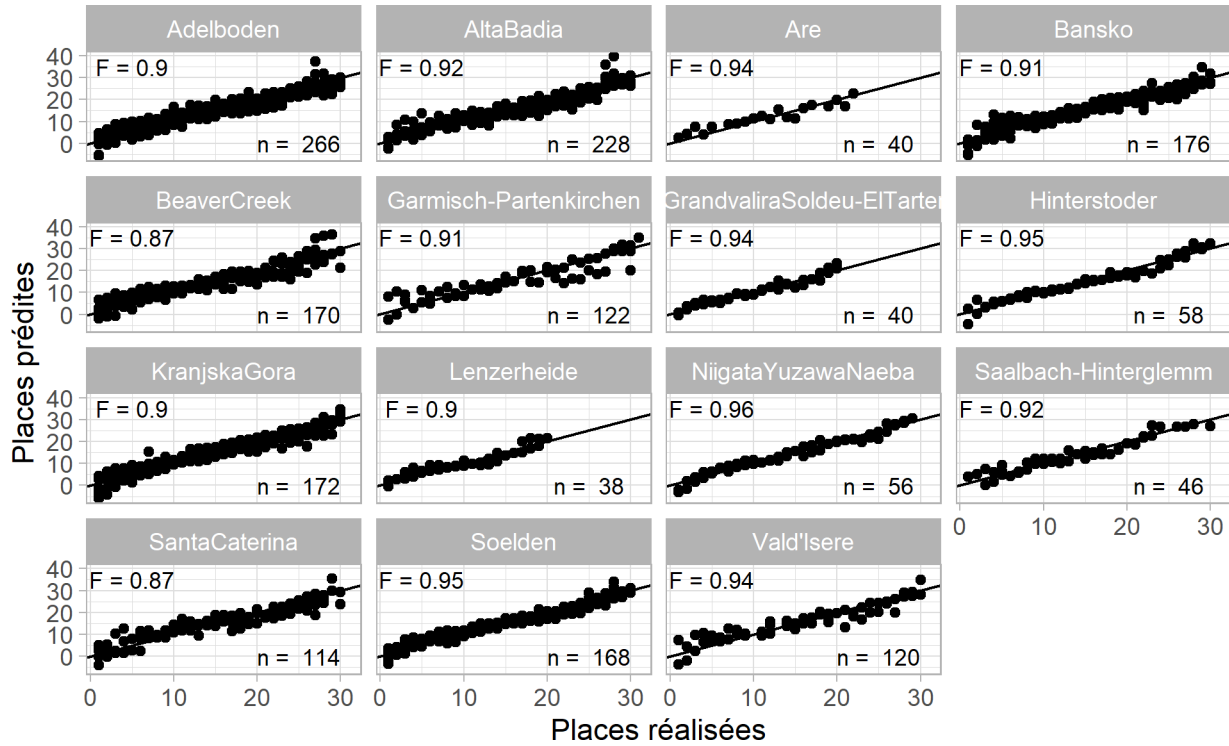 Adelboden AltaBadia Are Bansko
40
30
20
10
0
F = 0.9 F = 0.92 F = 0.94 F = 0.91
n = 266 n = 228 n = 40 n = 176
BeaverCreek Garmisch-Partenkirchen GrandvaliraSoldeu-ElTarter Hinterstoder
40
30
20
10
0
F = 0.87 F = 0.91 F = 0.94 F = 0.95
n = 170 n = 122 n = 40 n = 58
Places prédites
KranjskaGora Lenzerheide NiigataYuzawaNaeba Saalbach-Hinterglemm
40
30
20
10
0
F = 0.9 F = 0.9 F = 0.96 F = 0.92
n = 172 n = 38 n = 56 n = 46
0 10 20 30
SantaCaterina Soelden Vald'Isere
40
30
20
10
0
F = 0.87 F = 0.95 F = 0.94
n = 114 n = 168 n = 120
0 10 20 30 0 10 20 30 0 10 20 30
Places réalisées